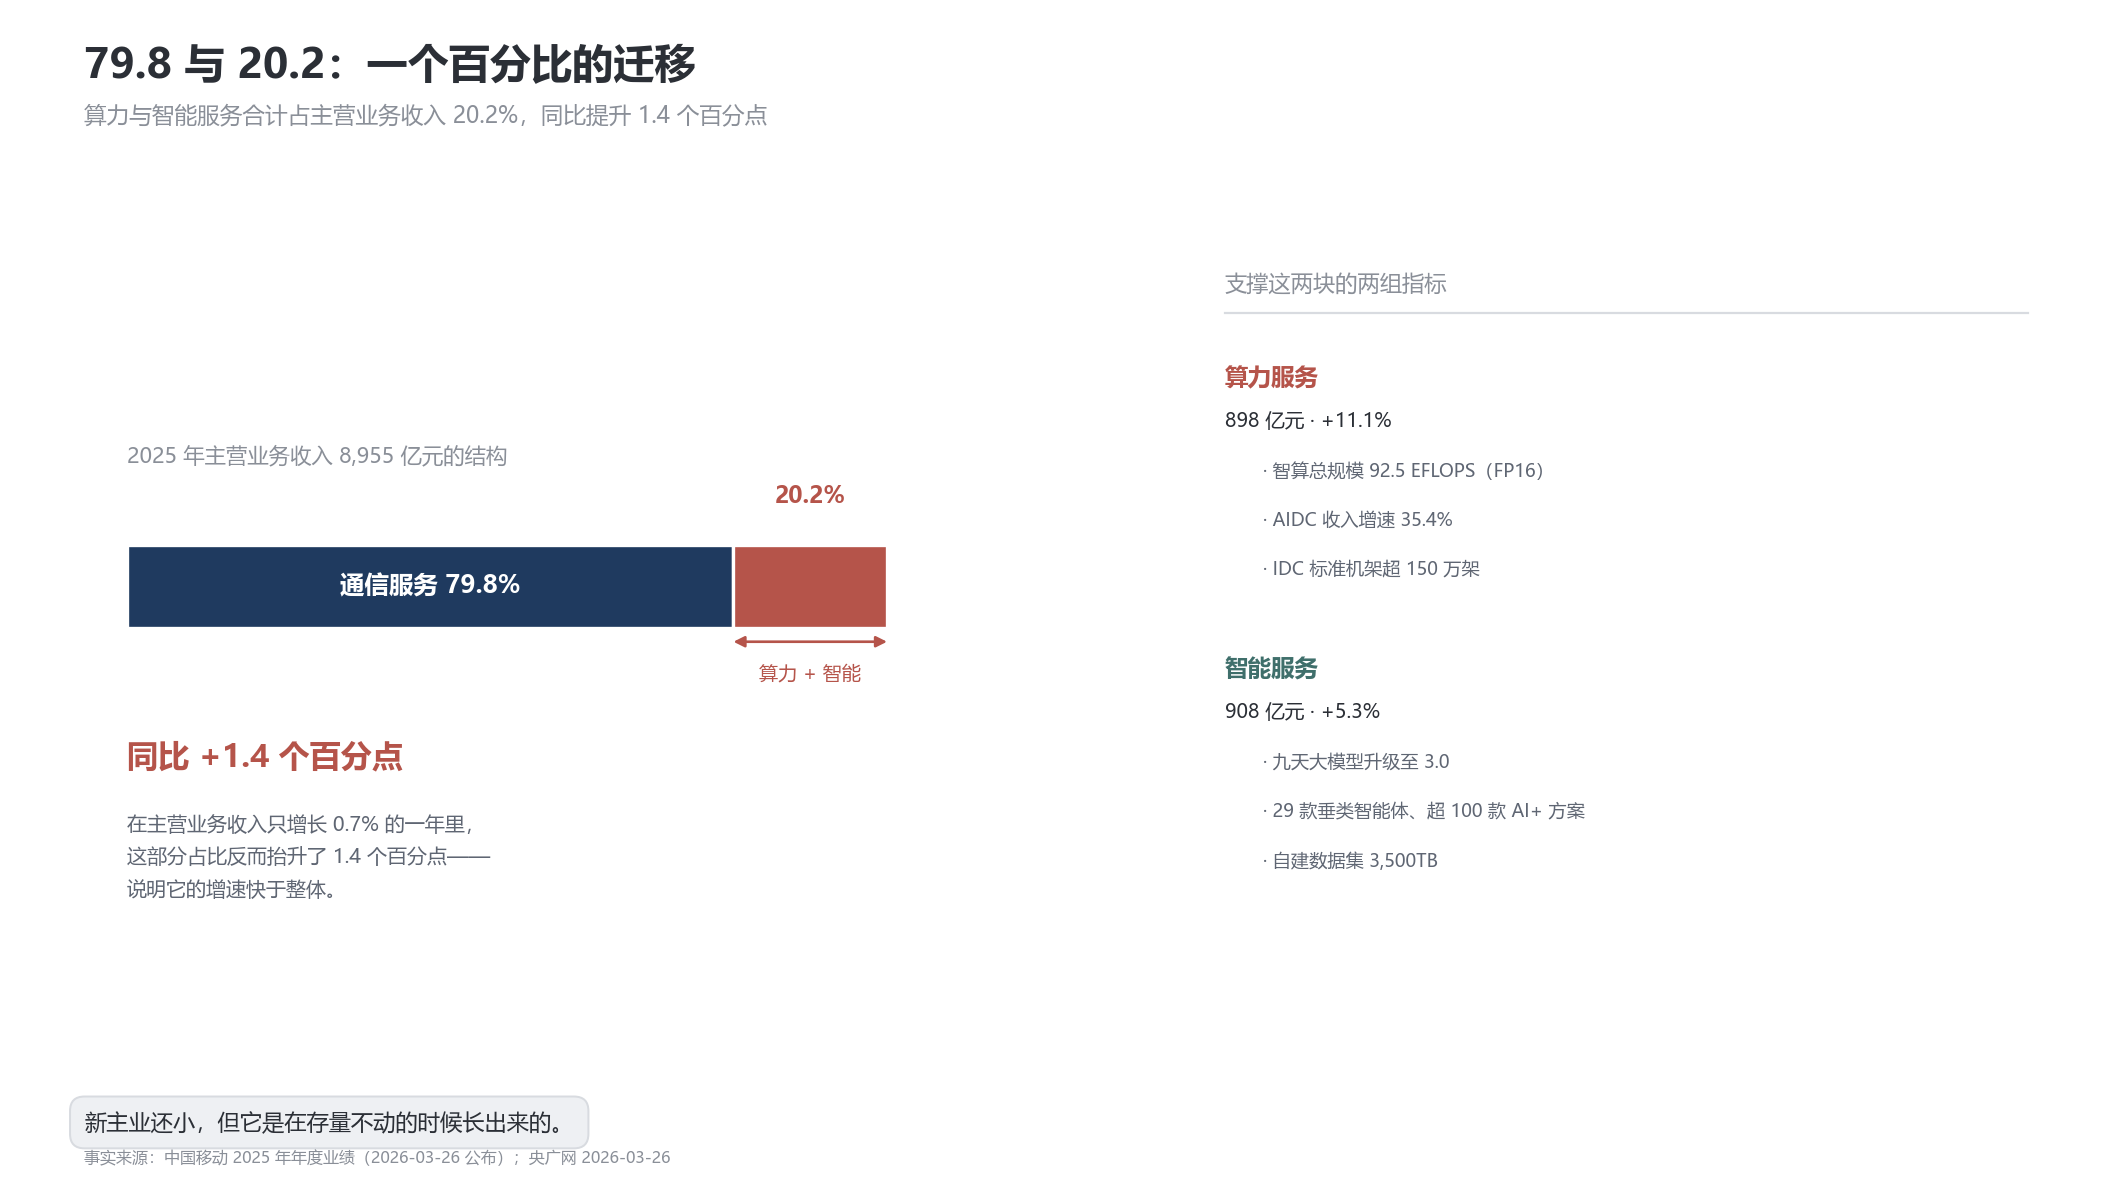 79.8 与 20.2：一个百分比的迁移
算力与智能服务合计占主营业务收入 20.2%，同比提升 1.4 个百分点
2025 年主营业务收入 8,955 亿元的结构
20.2%
通信服务 79.8%
算力 + 智能
同比 +1.4 个百分点
在主营业务收入只增长 0.7% 的一年里，
这部分占比反而抬升了 1.4 个百分点——
说明它的增速快于整体。
支撑这两块的两组指标
算力服务
898 亿元 · +11.1%
· 智算总规模 92.5 EFLOPS（FP16）
· AIDC 收入增速 35.4%
· IDC 标准机架超 150 万架
智能服务
908 亿元 · +5.3%
· 九天大模型升级至 3.0
· 29 款垂类智能体、超 100 款 AI+ 方案
· 自建数据集 3,500TB
新主业还小，但它是在存量不动的时候长出来的。
事实来源：中国移动 2025 年年度业绩（2026-03-26 公布）；央广网 2026-03-26